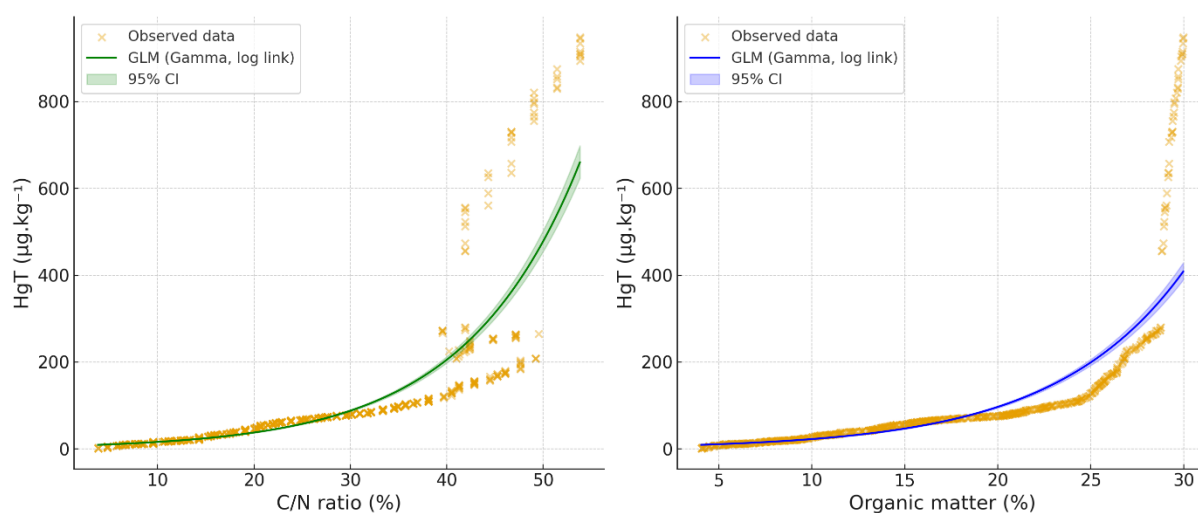 Observed data
GLM (Gamma, log link)
95% CI
HgT (µg.kg⁻¹)
800
600
400
200
0
10
20
30
40
50
C/N ratio (%)
Observed data
GLM (Gamma, log link)
95% CI
HgT (µg.kg⁻¹)
800
600
400
200
0
5
10
15
20
25
30
Organic matter (%)